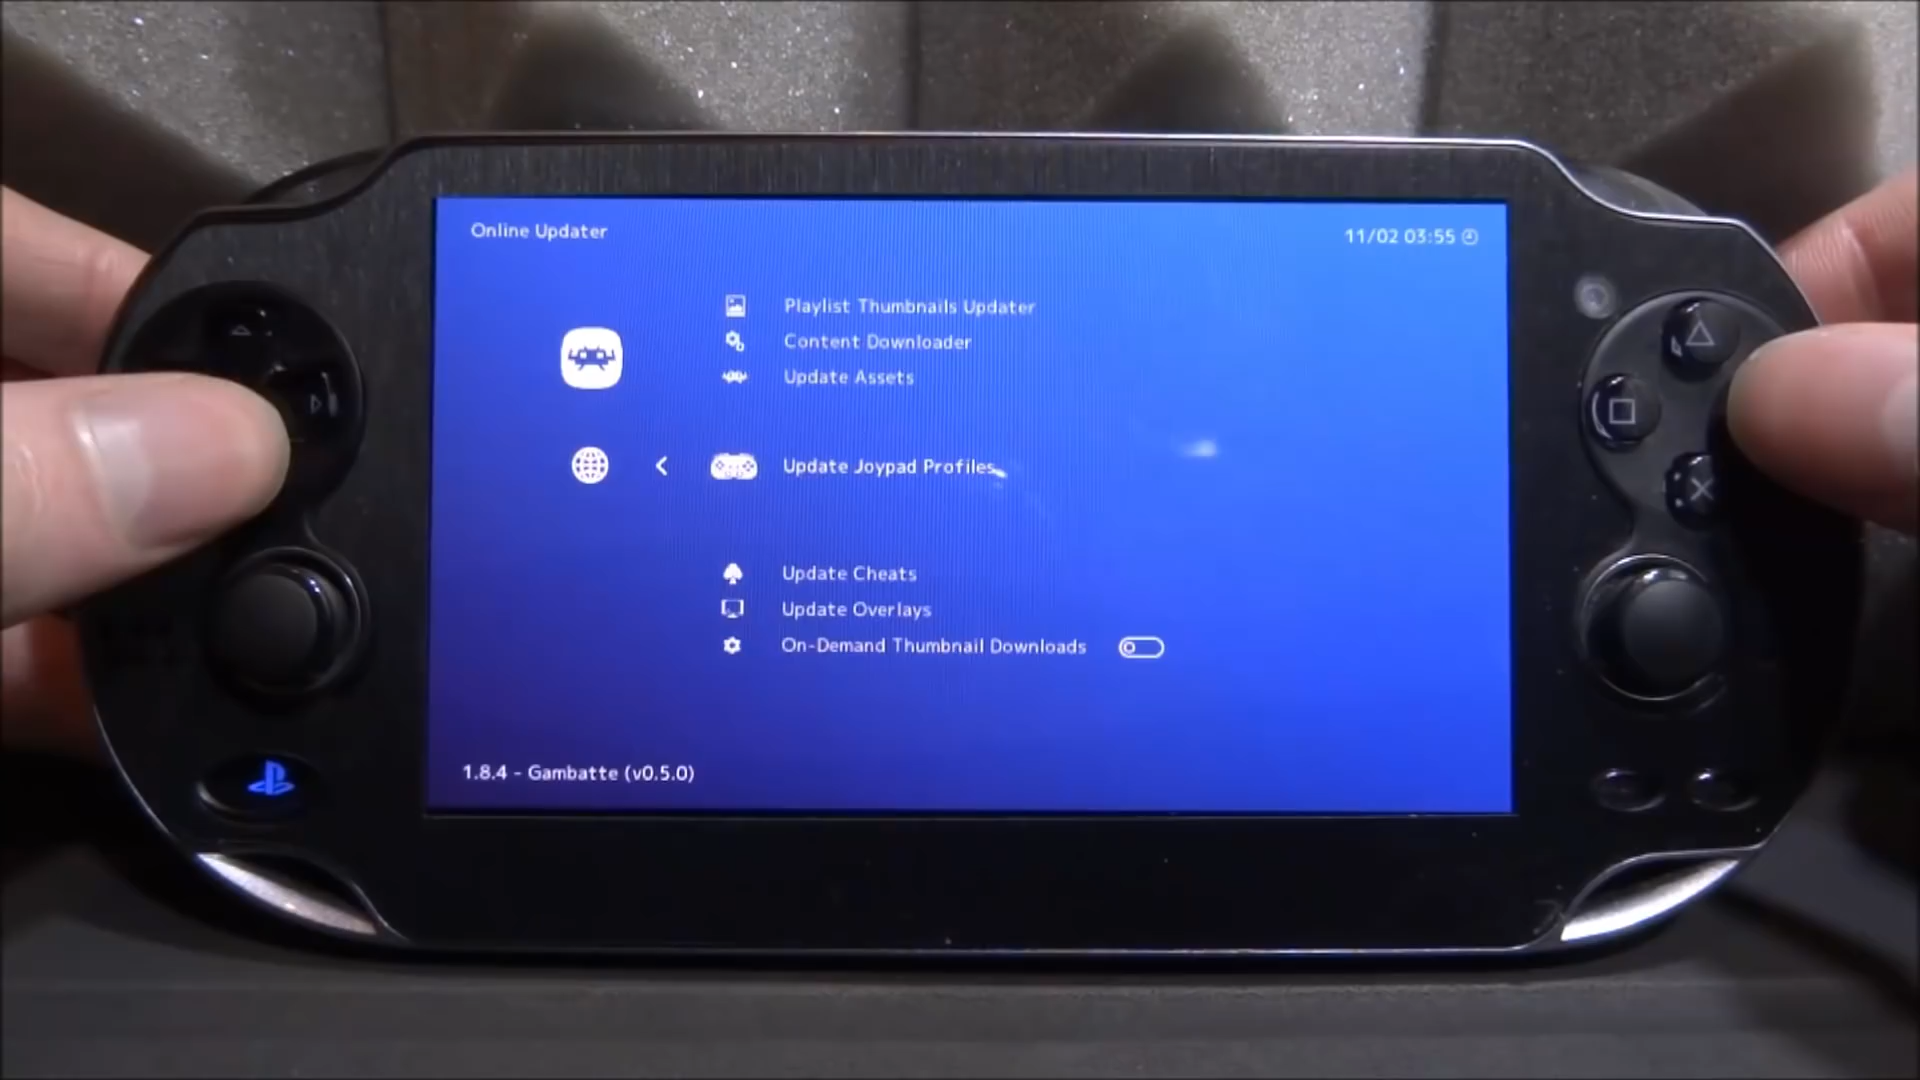 Online Updater
11/02 03:55
Playlist Thumbnails Updater
Content Downloader
Update Assets
Update Joypad Profiles
Update Cheats
Update Overlays
On-Demand Thumbnail Downloads
1.8.4 - Gambatte (v0.5.0)